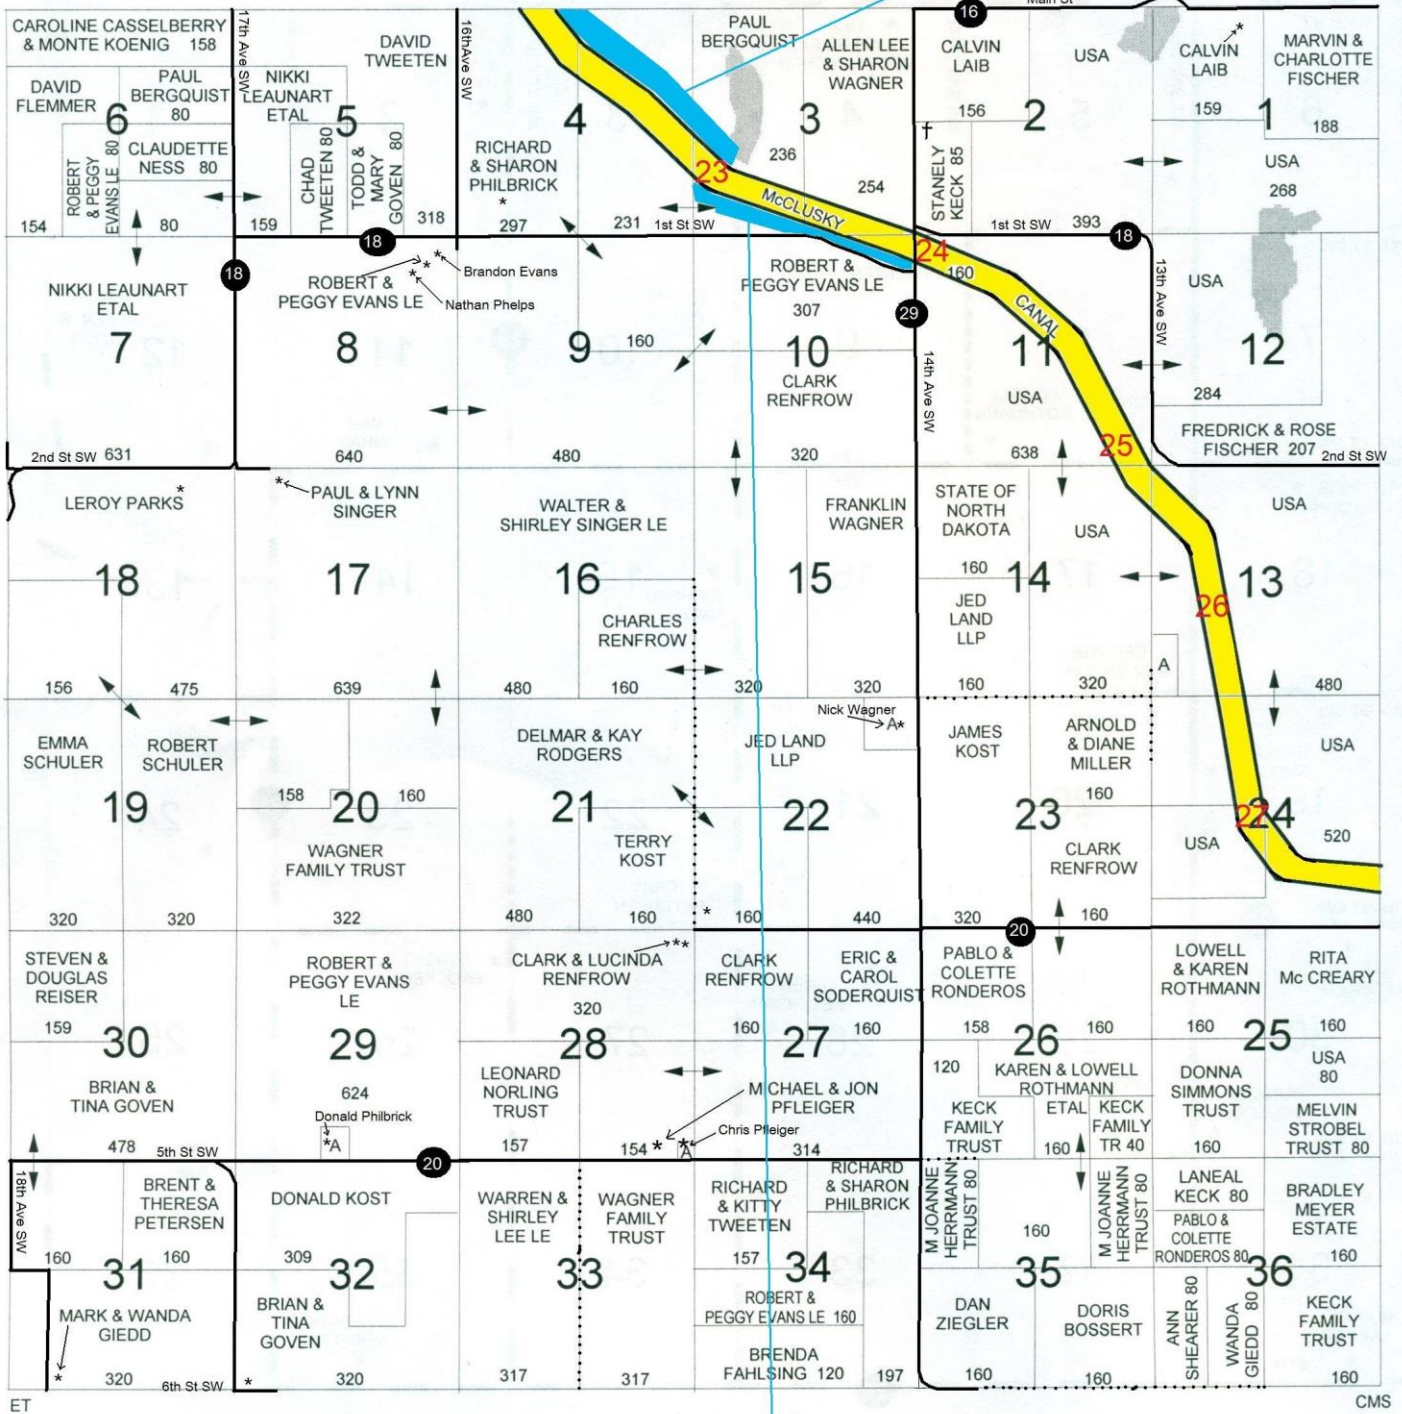 Main St
16
CAROLINE CASSELBERRY
& MONTE KOENIG 158
17th Ave SW
DAVID
TWEETEN
16thAve SW
PAUL
BERGQUIST
ALLEN LEE
& SHARON
WAGNER
CALVIN
LAIB
USA
CALVIN
LAIB
*
MARVIN &
CHARLOTTE
FISCHER
DAVID
FLEMMER
PAUL
BERGQUIST
80
6
NIKKI
LEAUNART
ETAL
5
4
3
156
2
159
1
188
ROBERT
& PEGGY
EVANS LE 80
CLAUDETTE
NESS 80
CHAD
TWEETEN 80
TODD &
MARY
GOVEN 80
RICHARD
& SHARON
PHILBRICK
*
23
236
254
McCLUSKY
STANELY
KECK 85
USA
268
154
80
159
318
297
231
1st St SW
1st St SW
393
18
18
18
24
160
NIKKI LEAUNART
ETAL
7
ROBERT &
PEGGY EVANS LE
* * *
Brandon Evans
Nathan Phelps
8
9
160
ROBERT &
PEGGY EVANS LE
307
10
CLARK
RENFROW
29
14th Ave SW
CANAL
11
USA
13th Ave SW
USA
12
284
25
FREDRICK & ROSE
FISCHER 207
2nd St SW
2nd St SW
631
640
480
320
638
LEROY PARKS
*
*
PAUL & LYNN
SINGER
WALTER &
SHIRLEY SINGER LE
FRANKLIN
WAGNER
STATE OF
NORTH
DAKOTA
USA
USA
18
17
16
15
160
14
13
26
CHARLES
RENFROW
JED
LAND
LLP
A
156
475
639
480
160
320
320
160
320
480
Nick Wagner
A*
EMMA
SCHULER
ROBERT
SCHULER
DELMAR & KAY
RODGERS
JED LAND
LLP
JAMES
KOST
ARNOLD
& DIANE
MILLER
160
USA
19
158
20
160
21
22
23
27
24
WAGNER
FAMILY TRUST
TERRY
KOST
CLARK
RENFROW
USA
520
320
320
322
480
160
*
160
440
320
160
20
STEVEN &
DOUGLAS
REISER
159
ROBERT &
PEGGY EVANS
LE
CLARK & LUCINDA
RENFROW
**
320
CLARK
RENFROW
160
ERIC &
CAROL
SODERQUIST
160
PABLO &
COLETTE
RONDEROS
158
160
LOWELL
& KAREN
ROTHMANN
160
RITA
Mc CREARY
160
30
29
28
27
26
25
BRIAN &
TINA GOVEN
624
LEONARD
NORLING
TRUST
MICHAEL & JON
PFLEIGER
120
KAREN & LOWELL
ROTHMANN
ETAL
DONNA
SIMMONS
TRUST
USA
80
Donald Philbrick
*A
Chris Pfleiger
*
*
A
KECK
FAMILY
TRUST
KECK
FAMILY
TR 40
MELVIN
STROBEL
TRUST 80
478
5th St SW
20
157
154
314
160
160
18th Ave SW
BRENT &
THERESA
PETERSEN
DONALD KOST
WARREN &
SHIRLEY
LEE LE
WAGNER
FAMILY
TRUST
RICHARD
& KITTY
TWEETEN
RICHARD
& SHARON
PHILBRICK
M JOANNE
HERRMANN
TRUST 80
160
M JOANNE
HERRMANN
TRUST 80
LANEAL
KECK 80
PABLO &
COLETTE
RONDEROS 80
BRADLEY
MEYER
ESTATE
160
31
160
309
32
33
157
34
35
36
160
MARK & WANDA
GIEDD
*
BRIAN &
TINA
GOVEN
ROBERT &
PEGGY EVANS LE 160
DAN
ZIEGLER
DORIS
BOSSERT
ANN
SHEARER 80
WANDA
GIEDD 80
KECK
FAMILY
TRUST
BRENDA
FAHLSING 120
320
6th St SW
*
320
317
317
197
160
160
160
ET
CMS